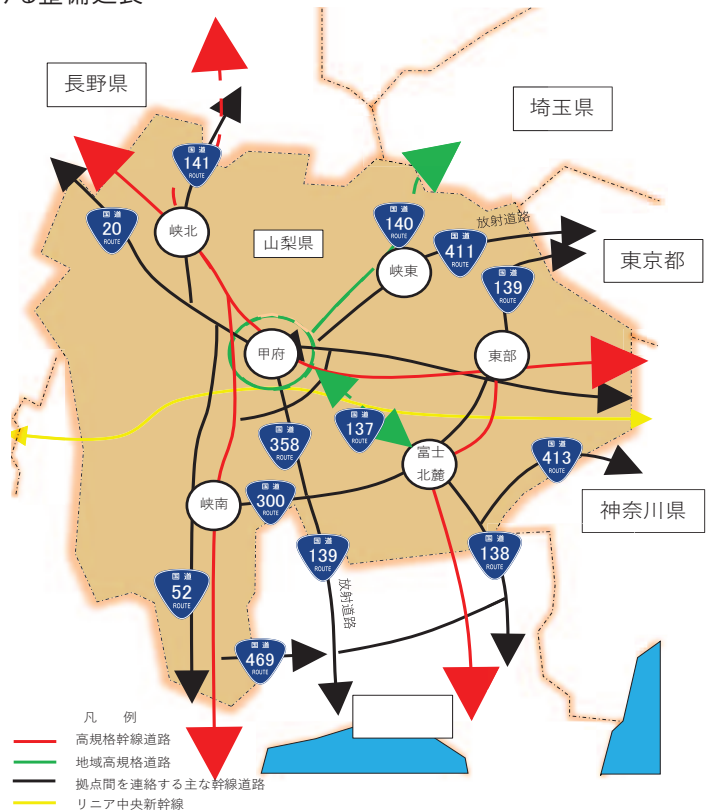 長野県
埼玉県
国道
141
ROUTE
国道
20
ROUTE
峡北
山梨県
国道
140
ROUTE
放射道路
国道
411
ROUTE
峡東
東京都
国道
139
ROUTE
甲府
東部
国道
137
ROUTE
国道
358
ROUTE
富士
北麓
国道
413
ROUTE
峡南
国道
300
ROUTE
神奈川県
国道
139
ROUTE
国道
138
ROUTE
国道
52
ROUTE
放射道路
国道
469
ROUTE
凡 例
高規格幹線道路
地域高規格道路
拠点間を連絡する主な幹線道路
リニア中央新幹線